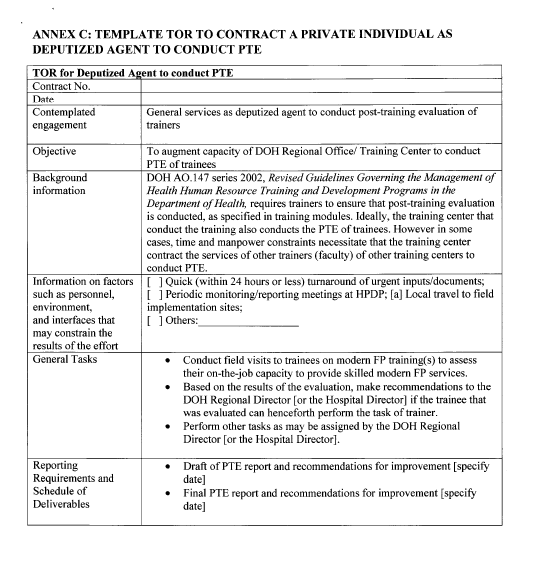 ANNEX C: TEMPLATE TOR TO CONTRACT A PRIVATE INDIVIDUAL AS
DEPUTIZED AGENT TO CONDUCT PTE
TOR for Deputized Agent to conduct PTE
Contract No.
Date
Contemplated
engagement
General services as deputized agent to conduct post-training evaluation of
trainers
Objective
To augment capacity of DOH Regional Office/ Training Center to conduct
PTE of trainees
Background
information
DOH AO.147 series 2002, Revised Guidelines Governing the Management of
Health Human Resource Training and Development Programs in the
Department of Health, requires trainers to ensure that post-training evaluation
is conducted, as specified in training modules. Ideally, the training center that
conduct the training also conducts the PTE of trainees. However in some
cases, time and manpower constraints necessitate that the training center
contract the services of other trainers (faculty) of other training centers to
conduct PTE.
Information on factors
such as personnel,
environment,
and interfaces that
may constrain the
results of the effort
[ ] Quick (within 24 hours or less) turnaround of urgent inputs/documents;
[ ] Periodic monitoring/reporting meetings at HPDP; [a] Local travel to field
implementation sites;
[ ] Others:
General Tasks
• Conduct field visits to trainees on modern FP training(s) to assess
their on-the-job capacity to provide skilled modern FP services.
• Based on the results of the evaluation, make recommendations to the
DOH Regional Director [or the Hospital Director] if the trainee that
was evaluated can henceforth perform the task of trainer.
• Perform other tasks as may be assigned by the DOH Regional
Director [or the Hospital Director].
Reporting
Requirements and
Schedule of
Deliverables
• Draft of PTE report and recommendations for improvement [specify
date]
• Final PTE report and recommendations for improvement [specify
date]